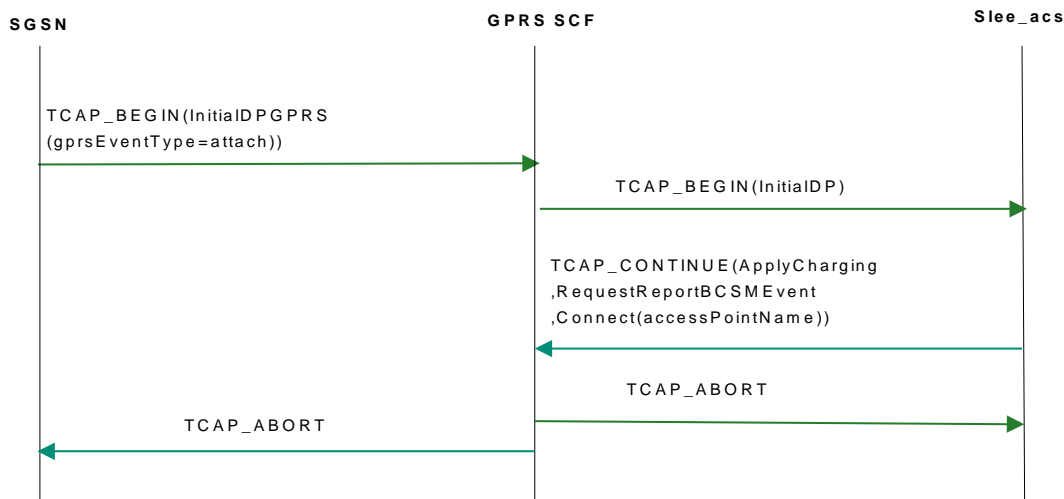 SGSN
GPRS SCF
Slee_acs
TCAP_BEGIN(InitialDPGPRS
(gprsEventType=attach))
TCAP_BEGIN(InitialDP)
TCAP_CONTINUE(ApplyCharging
,RequestReportBCSMEvent
,Connect(accessPointName))
TCAP_ABORT
TCAP_ABORT